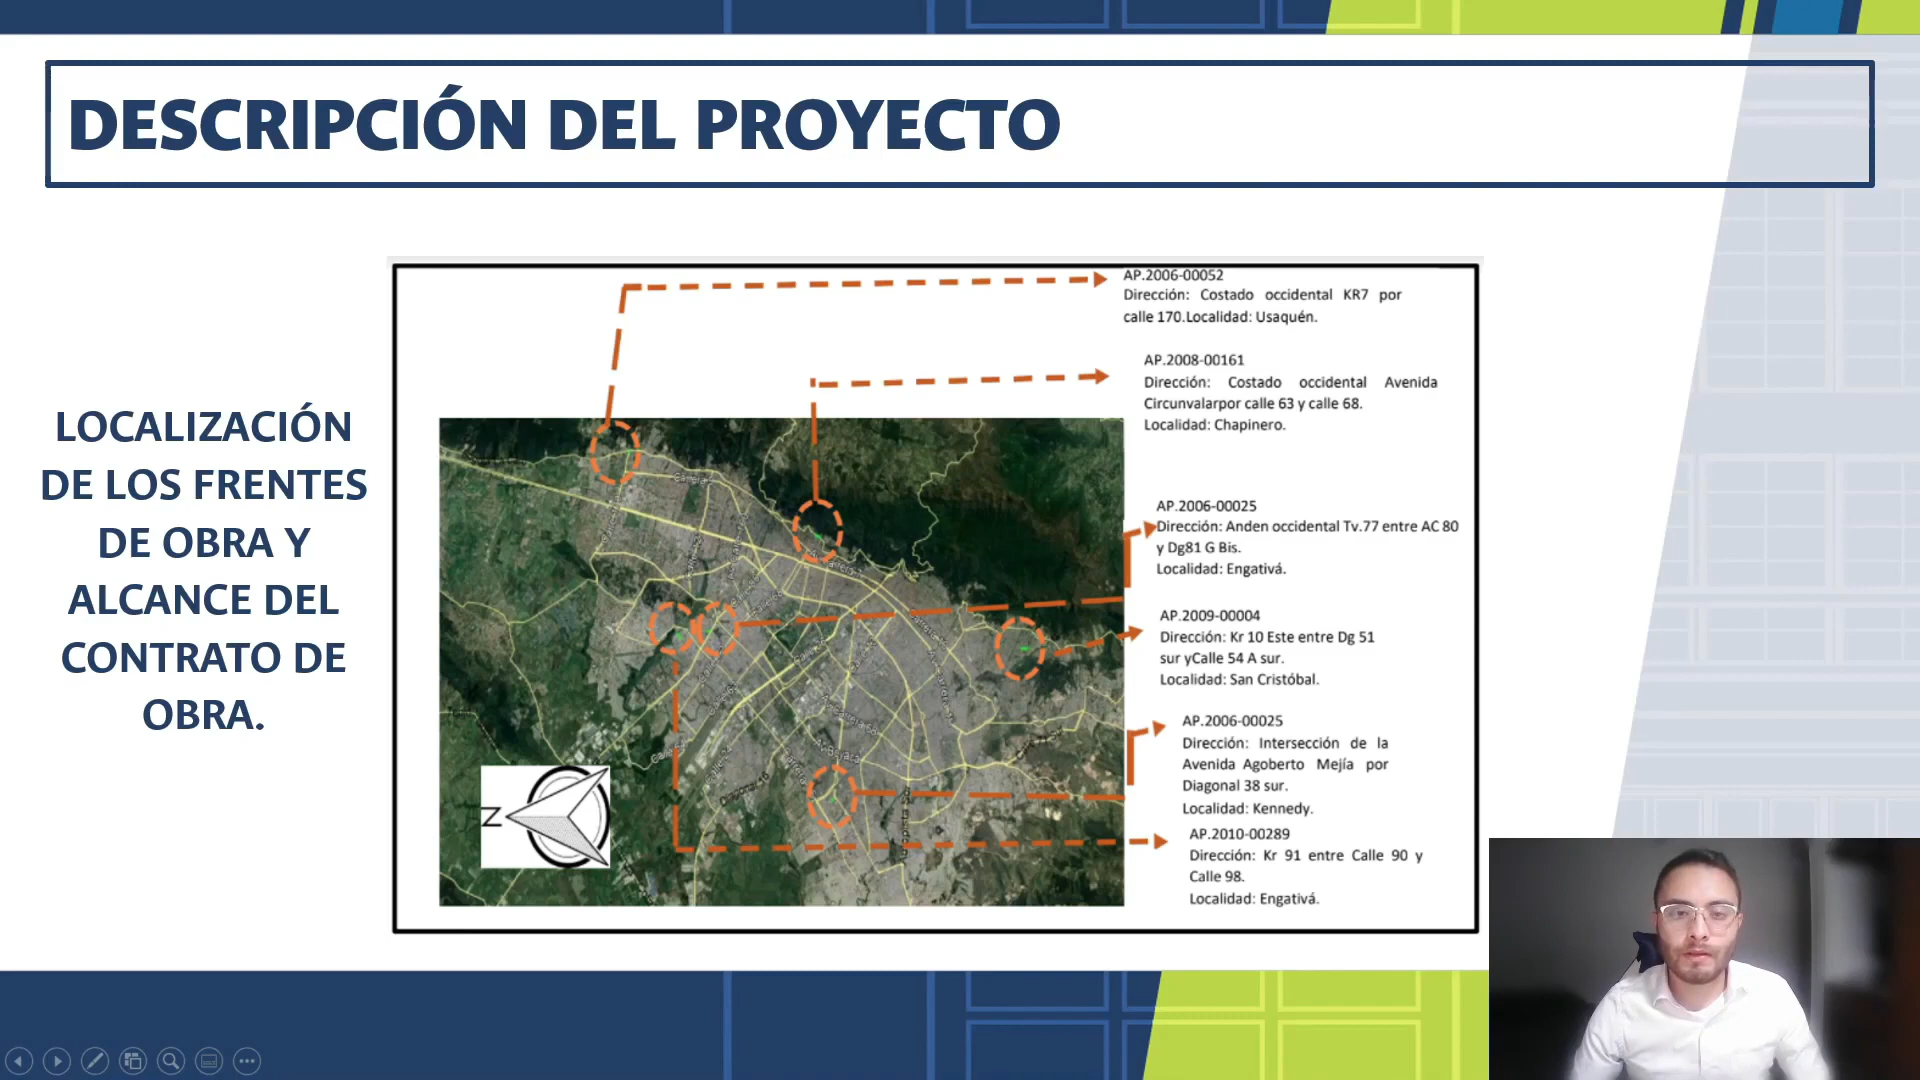 DESCRIPCIÓN DEL PROYECTO
LOCALIZACIÓN
DE LOS FRENTES
DE OBRA Y
ALCANCE DEL
CONTRATO DE
OBRA.
AP.2006-00052
Dirección: Costado occidental KR7 por
calle 170.Localidad: Usaquén.
AP.2008-00161
Dirección: Costado occidental Avenida
Circunvalarpor calle 63 y calle 68.
Localidad: Chapinero.
AP.2006-00025
Dirección: Anden occidental Tv.77 entre AC 80
y Dg81 G Bis.
Localidad: Engativá.
AP.2009-00004
Dirección: Kr 10 Este entre Dg 51
sur yCalle 54 A sur.
Localidad: San Cristóbal.
AP.2006-00025
Dirección: Intersección de la
Avenida Agoberto Mejía por
Diagonal 38 sur.
Localidad: Kennedy.
AP.2010-00289
Dirección: Kr 91 entre Calle 90 y
Calle 98.
Localidad: Engativá.
Av. Boyacá
Z